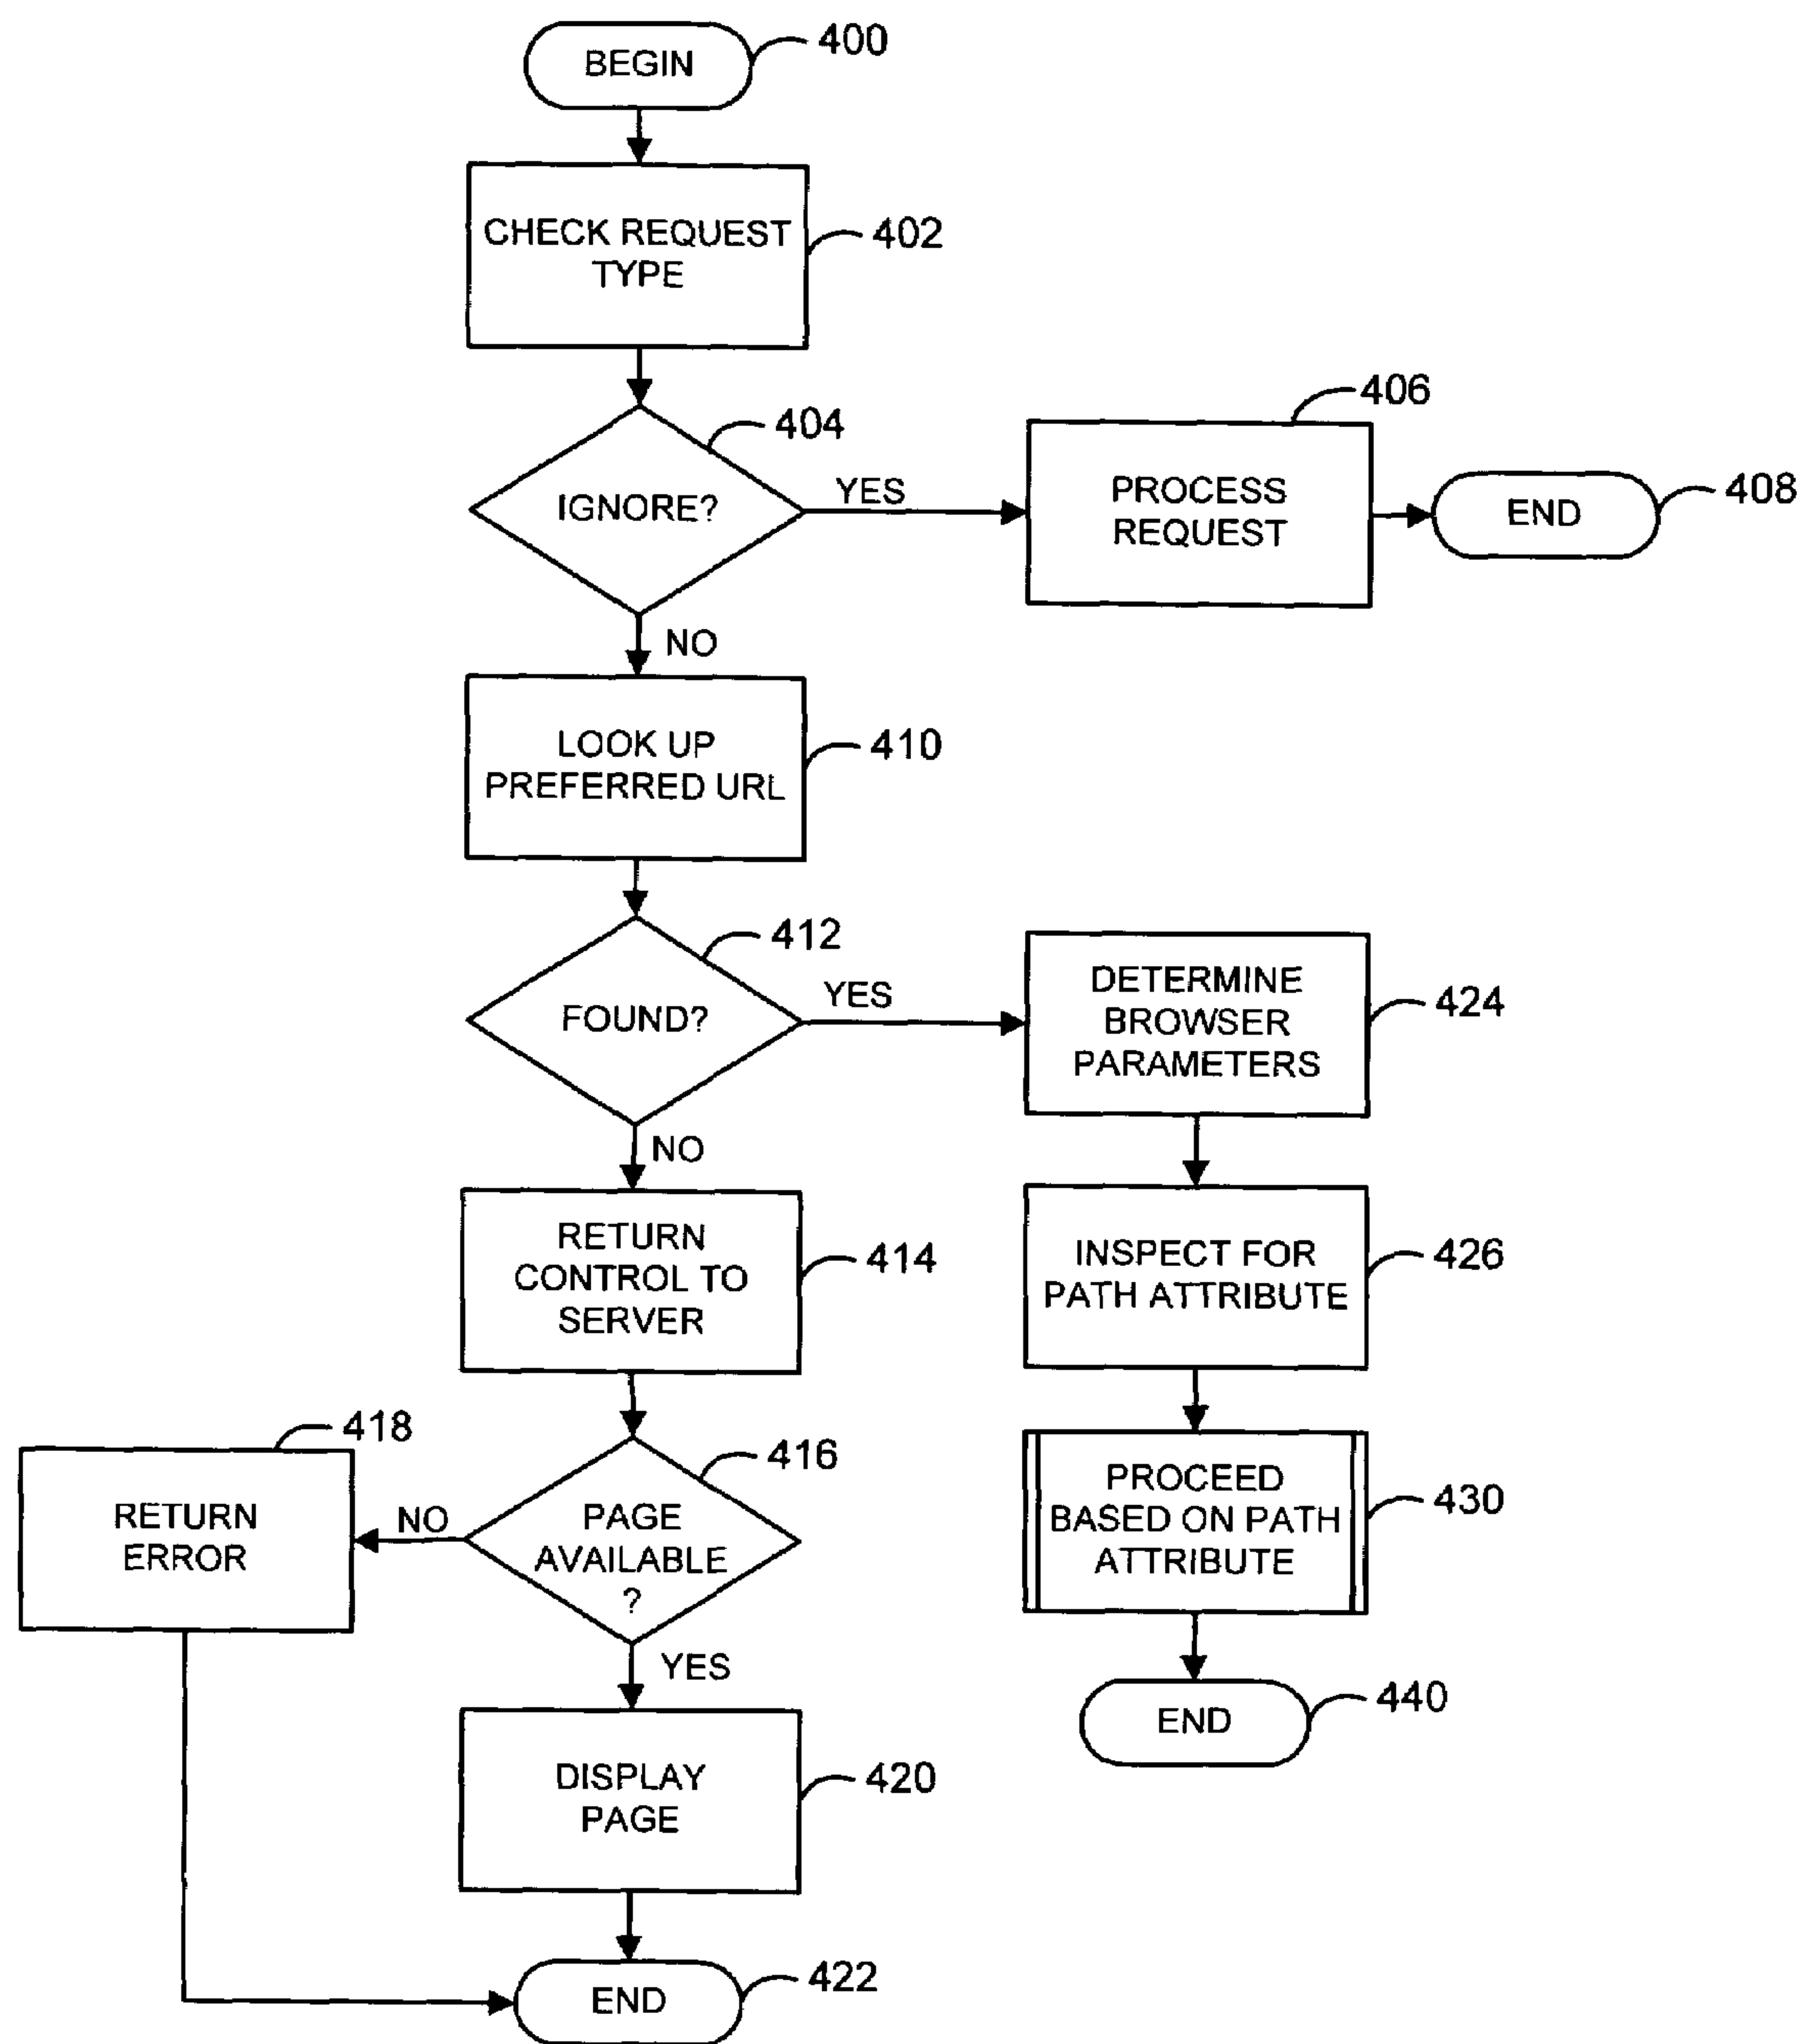 BEGIN
400
CHECK REQUEST
TYPE
402
IGNORE?
404
YES
PROCESS
REQUEST
406
END
408
NO
LOOK UP
PREFERRED URL
410
FOUND?
412
YES
DETERMINE
BROWSER
PARAMETERS
424
NO
RETURN
CONTROL TO
SERVER
414
INSPECT FOR
PATH ATTRIBUTE
426
PAGE
AVAILABLE
?
416
NO
RETURN
ERROR
418
PROCEED
BASED ON PATH
ATTRIBUTE
430
YES
END
440
DISPLAY
PAGE
420
END
422